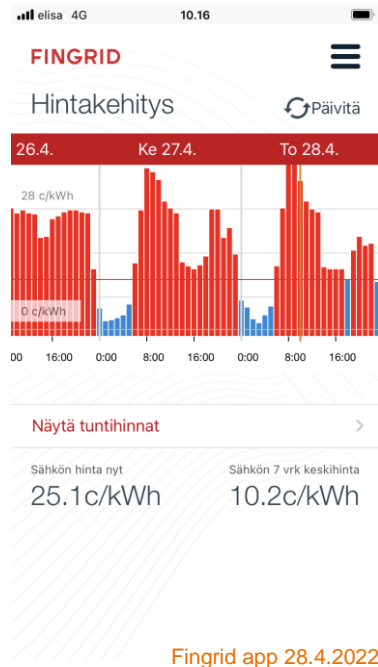 elisa 4G 10.16
FINGRID
Hintakehitys Päivitä
26.4. Ke 27.4. To 28.4.
28 c/kWh
0 c/kWh
00 16:00 0:00 8:00 16:00 0:00 8:00 16:00
Näytä tuntihinnat
Sähkön hinta nyt Sähkön 7 vrk keskihinta
25.1c/kWh 10.2c/kWh
Fingrid app 28.4.2022